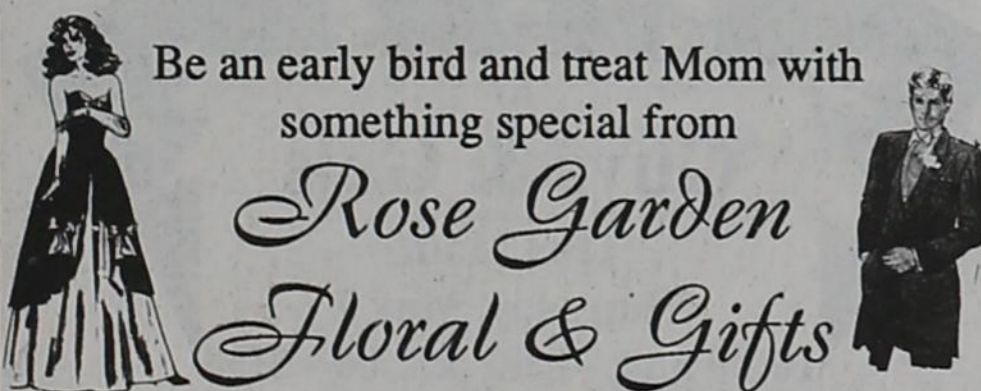 Be an early bird and treat Mom with
something special from
Rose Garden
Floral & Gifts